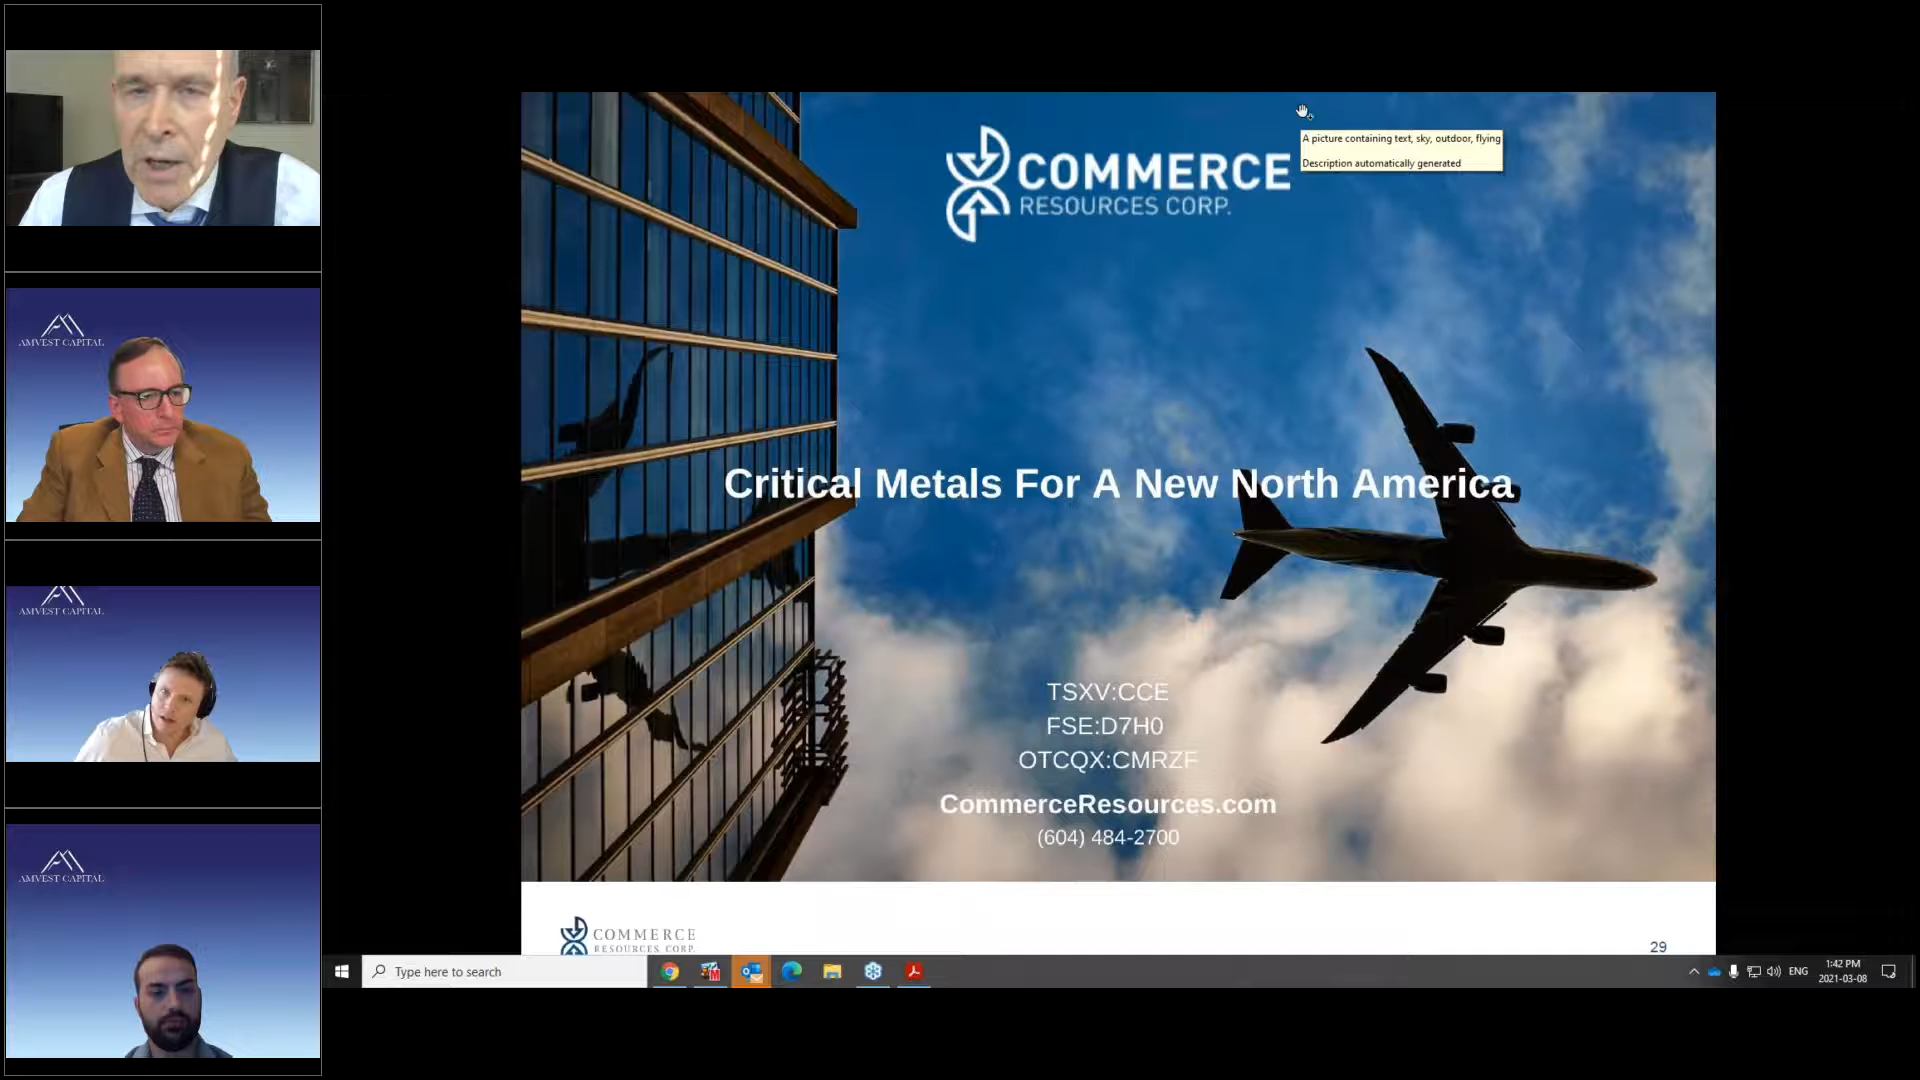 AMVEST CAPITAL
AMVEST CAPITAL
AMVEST CAPITAL
COMMERCE
RESOURCES CORP.
A picture containing text, sky, outdoor, flying
Description automatically generated
Critical Metals For A New North America
TSXV:CCE
FSE:D7H0
OTCQX:CMRZF
CommerceResources.com
(604) 484-2700
COMMERCE
RESOURCES CORP.
29
Type here to search
ENG
1:42 PM
2021-03-08